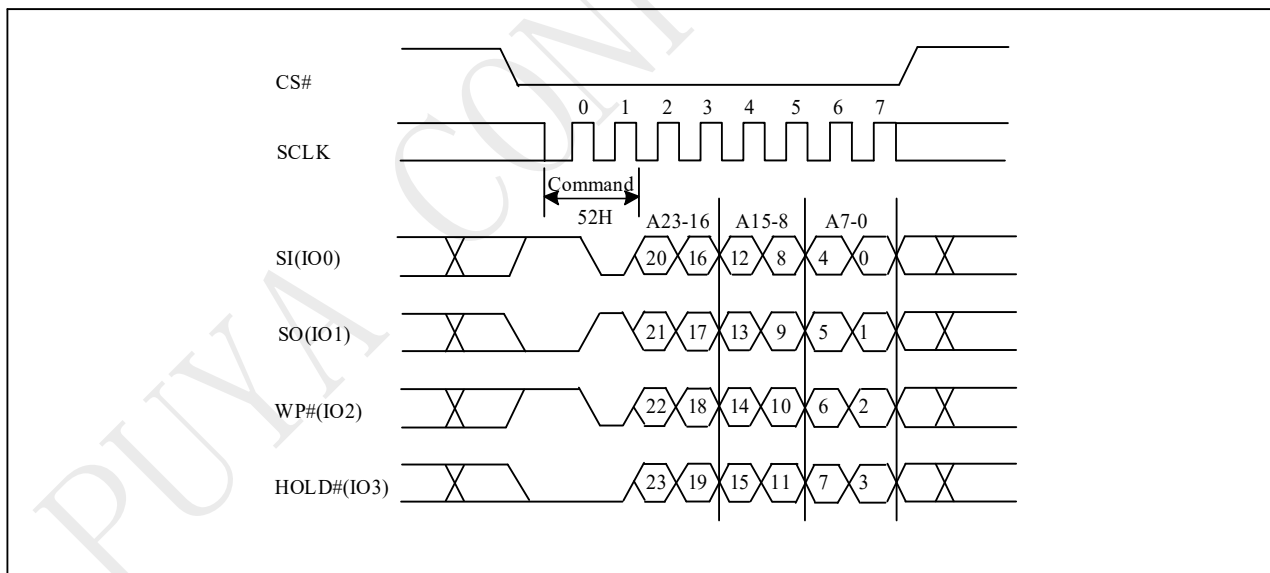 CS#
0 1 2 3 4 5 6 7
SCLK
Command
52H
A23-16 A15-8 A7-0
SI(IO0)
20 16 12 8 4 0
SO(IO1)
21 17 13 9 5 1
WP#(IO2)
22 18 14 10 6 2
HOLD#(IO3)
23 19 15 11 7 3
PUYA